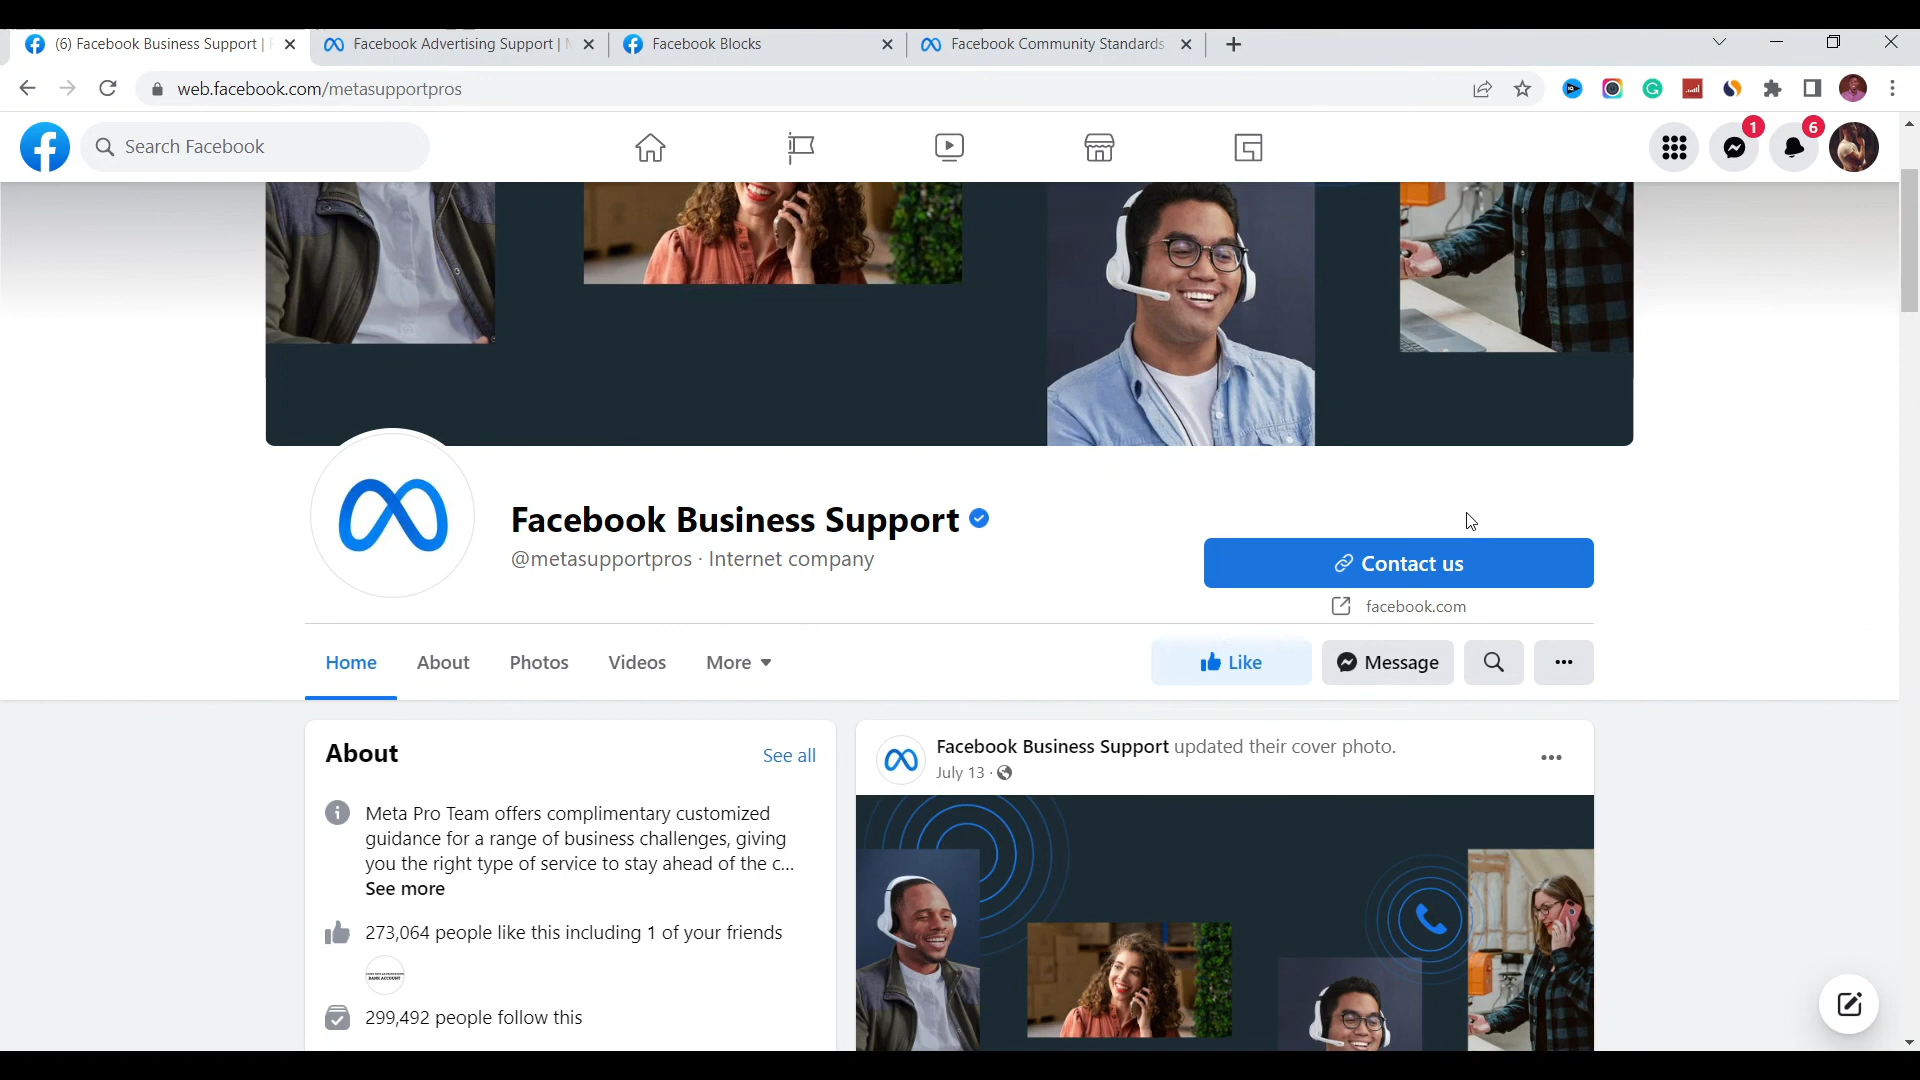 (6) Facebook Business Support |
Facebook Advertising Support |
Facebook Blocks
Facebook Community Standards
web.facebook.com/metasupportpros
Search Facebook
1
6
Facebook Business Support
@metasupportpros · Internet company
Contact us
facebook.com
Home
About
Photos
Videos
More
Like
Message
About
See all
Meta Pro Team offers complimentary customized
guidance for a range of business challenges, giving
you the right type of service to stay ahead of the c...
See more
273,064 people like this including 1 of your friends
299,492 people follow this
Facebook Business Support updated their cover photo.
July 13 ·